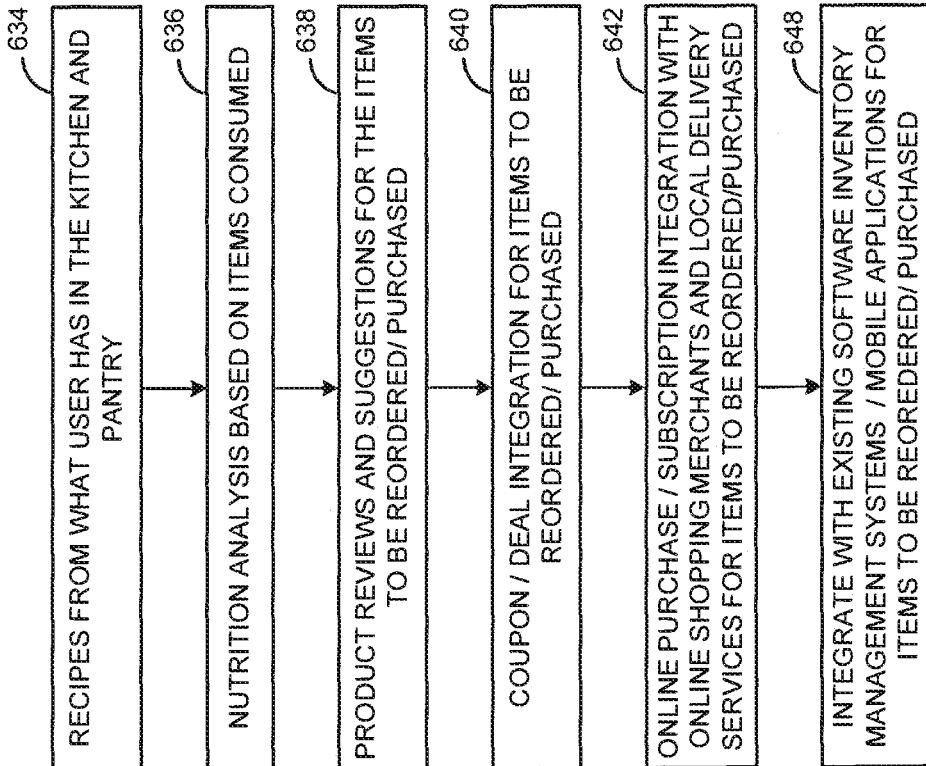 634
RECIPES FROM WHAT USER HAS IN THE KITCHEN AND
PANTRY
636
NUTRITION ANALYSIS BASED ON ITEMS CONSUMED
638
PRODUCT REVIEWS AND SUGGESTIONS FOR THE ITEMS
TO BE REORDERED/ PURCHASED
640
COUPON / DEAL INTEGRATION FOR ITEMS TO BE
REORDERED/ PURCHASED
642
ONLINE PURCHASE / SUBSCRIPTION INTEGRATION WITH
ONLINE SHOPPING MERCHANTS AND LOCAL DELIVERY
SERVICES FOR ITEMS TO BE REORDERED/PURCHASED
648
INTEGRATE WITH EXISTING SOFTWARE INVENTORY
MANAGEMENT SYSTEMS / MOBILE APPLICATIONS FOR
ITEMS TO BE REORDERED/ PURCHASED